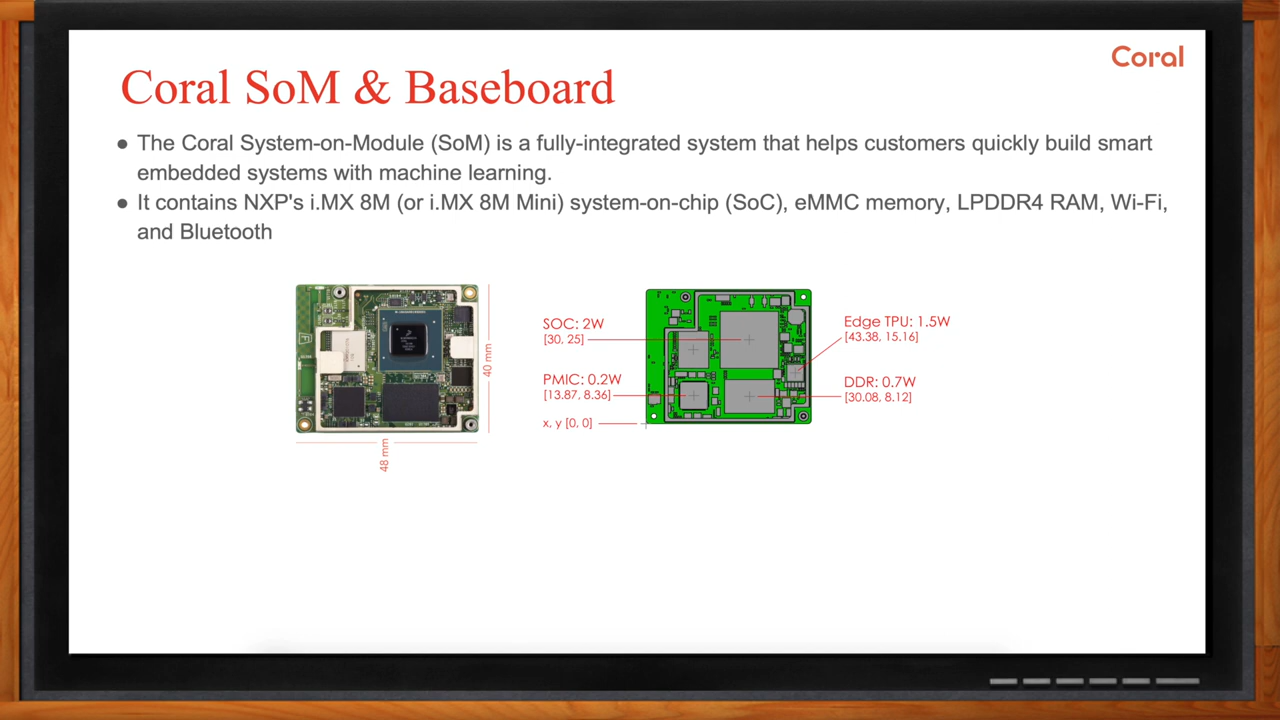 Coral
Coral SoM & Baseboard
● The Coral System-on-Module (SoM) is a fully-integrated system that helps customers quickly build smart
embedded systems with machine learning.
● It contains NXP's i.MX 8M (or i.MX 8M Mini) system-on-chip (SoC), eMMC memory, LPDDR4 RAM, Wi-Fi,
and Bluetooth
40 mm
48 mm
SOC: 2W
[30, 25]
PMIC: 0.2W
[13.87, 8.36]
x, y [0, 0]
Edge TPU: 1.5W
[43.38, 15.16]
DDR: 0.7W
[30.08, 8.12]